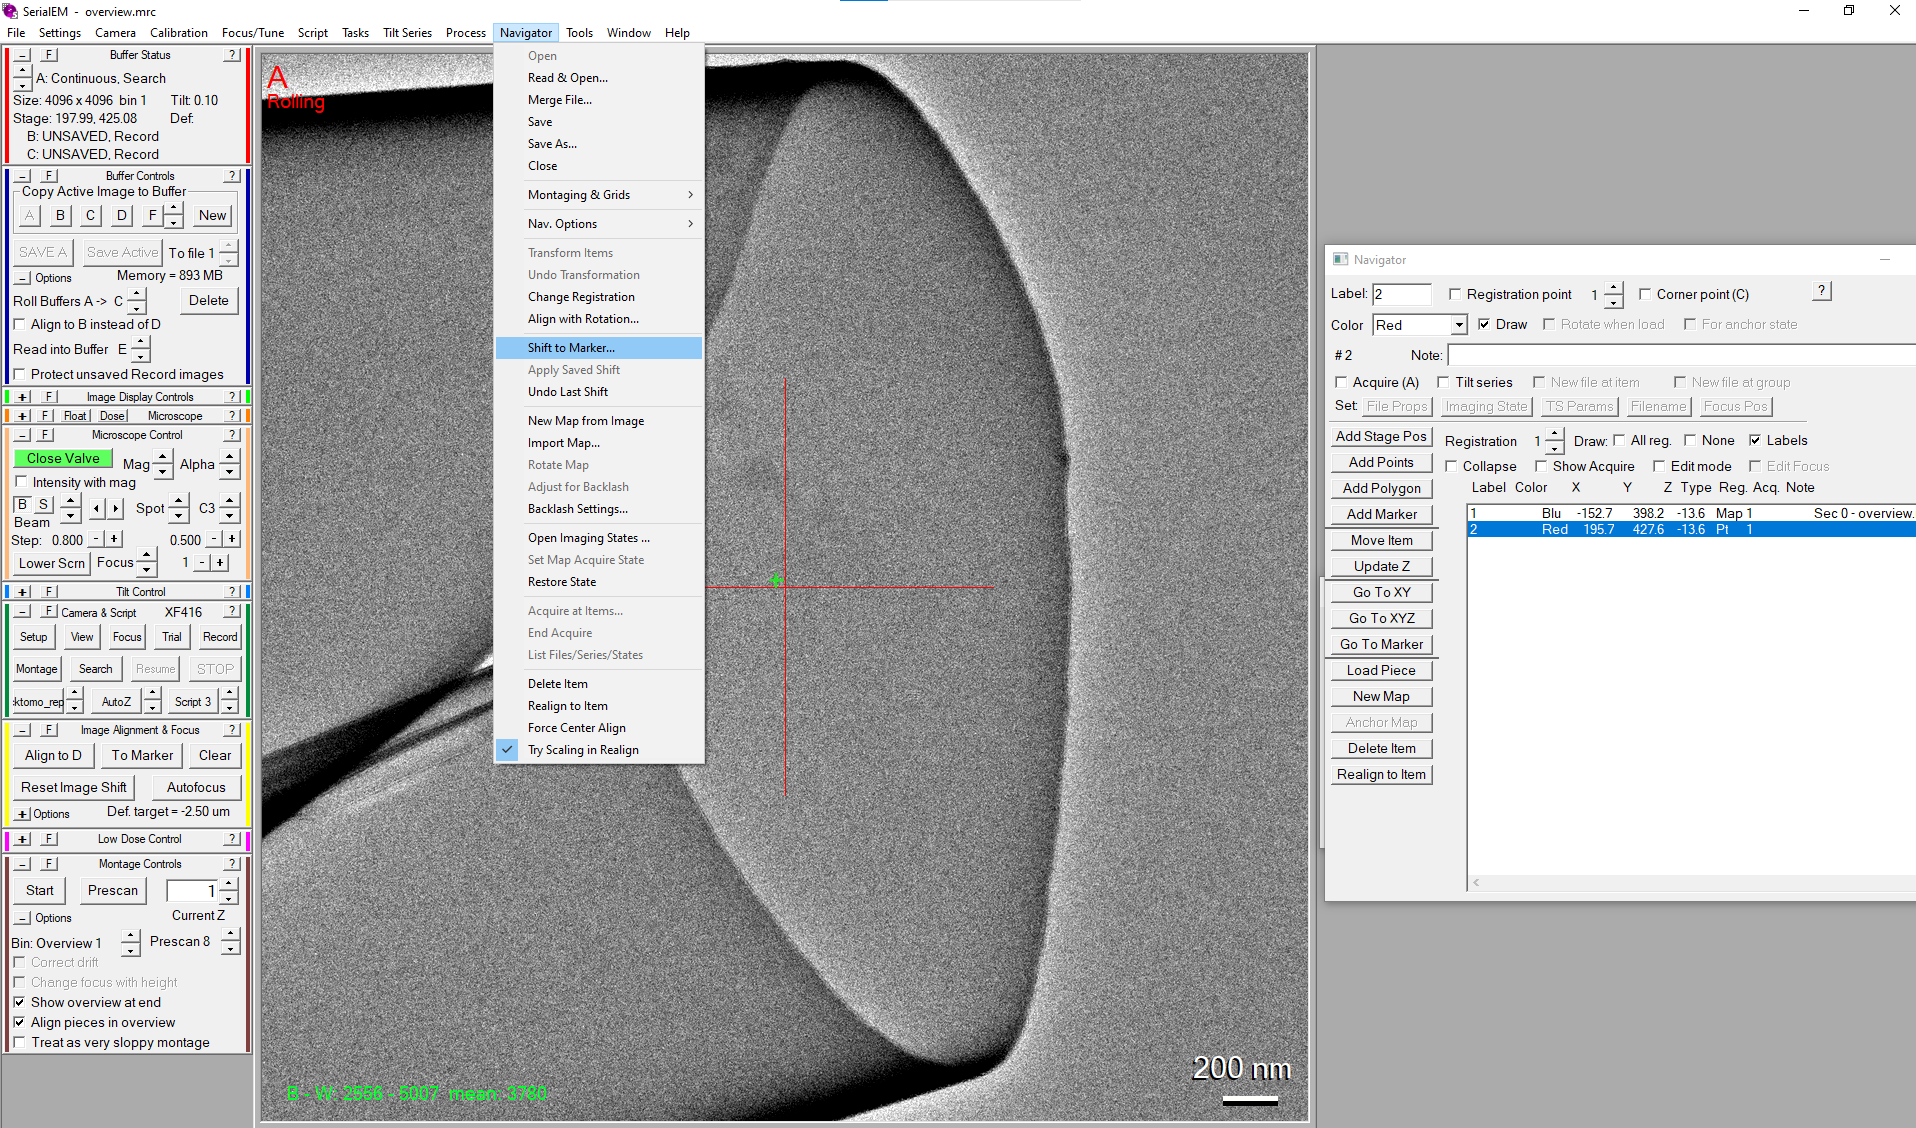 SerialEM - overview.mrc
File Settings Camera Calibration Focus/Tune Script Tasks Tilt Series Process Navigator Tools Window Help
– F Buffer Status ?
A: Continuous, Search
Size: 4096 x 4096 bin 1 Tilt: 0.10
Stage: 197.99, 425.08 Def:
B: UNSAVED, Record
C: UNSAVED, Record
– F Buffer Controls ?
Copy Active Image to Buffer
A B C D F New
SAVE A Save Active To file 1
– Options Memory = 893 MB
Roll Buffers A -> C Delete
Align to B instead of D
Read into Buffer E
Protect unsaved Record images
+ F Image Display Controls ?
+ F Float Dose Microscope ?
– F Microscope Control ?
Close Valve Mag Alpha
Intensity with mag
B S Spot C3
Beam
Step: 0.800 - + 0.500 - +
Lower Scrn Focus 1 - +
+ F Tilt Control ?
– F Camera & Script XF416 ?
Setup View Focus Trial Record
Montage Search Resume STOP
cktomo_rep AutoZ Script 3
– F Image Alignment & Focus ?
Align to D To Marker Clear
Reset Image Shift Autofocus
+ Options Def. target = -2.50 um
+ F Low Dose Control ?
– F Montage Controls ?
Start Prescan 1
– Options Current Z
Bin: Overview 1 Prescan 8
Correct drift
Change focus with height
Show overview at end
Align pieces in overview
Treat as very sloppy montage
A
Rolling
B - W: 2556 - 5007 mean: 3780
200 nm
Open
Read & Open...
Merge File...
Save
Save As...
Close
Montaging & Grids
Nav. Options
Transform Items
Undo Transformation
Change Registration
Align with Rotation...
Shift to Marker...
Apply Saved Shift
Undo Last Shift
New Map from Image
Import Map...
Rotate Map
Adjust for Backlash
Backlash Settings...
Open Imaging States ...
Set Map Acquire State
Restore State
Acquire at Items...
End Acquire
List Files/Series/States
Delete Item
Realign to Item
Force Center Align
Try Scaling in Realign
Navigator
Label: 2 Registration point 1 Corner point (C) ?
Color Red Draw Rotate when load For anchor state
# 2 Note:
Acquire (A) Tilt series New file at item New file at group
Set: File Props Imaging State TS Params Filename Focus Pos
Add Stage Pos
Add Points
Add Polygon
Add Marker
Move Item
Update Z
Go To XY
Go To XYZ
Go To Marker
Load Piece
New Map
Anchor Map
Delete Item
Realign to Item
Registration 1 Draw: All reg. None Labels
Collapse Show Acquire Edit mode Edit Focus
Label Color X Y Z Type Reg. Acq. Note
1 Blu -152.7 398.2 -13.6 Map 1 Sec 0 - overview.
2 Red 195.7 427.6 -13.6 Pt 1